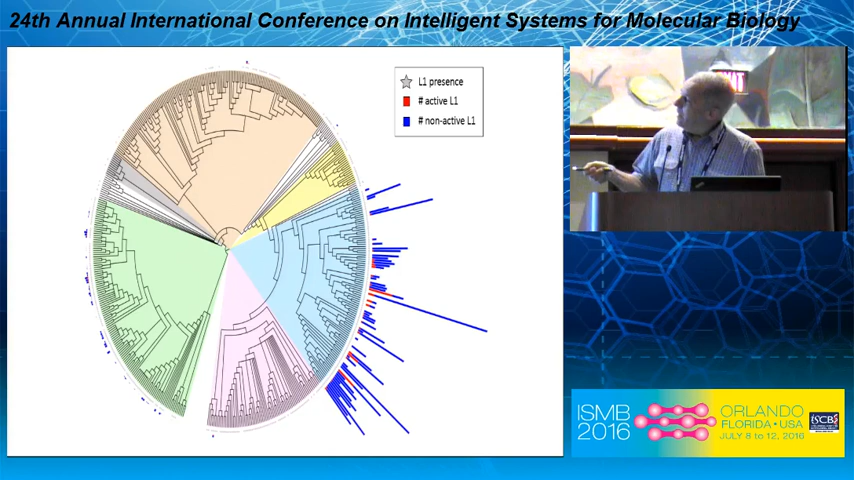 24th Annual International Conference on Intelligent Systems for Molecular Biology
L1 presence
# active L1
# non-active L1
ISMB
2016
ORLANDO
FLORIDA • USA
JULY 8 to 12, 2016
ISCB